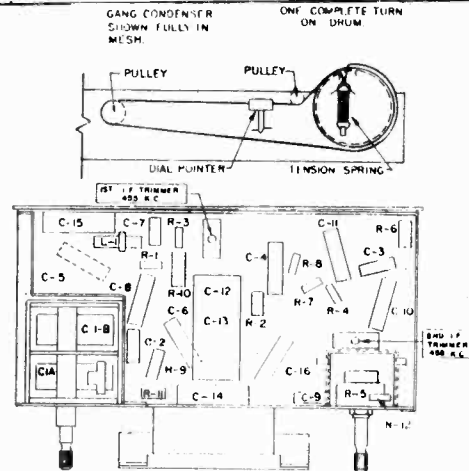 GANG CONDENSER
SHOWN FULLY IN
MESH.
ONE COMPLETE TURN
ON DRUM
PULLEY
PULLEY
DIAL POINTER
TENSION SPRING
1ST I.F. TRIMMER
455 K.C
C-15
C-7
R-3
C-11
R-6
L-1
C-5
R-1
C-4
R-8
C-3
C-8
R-10
C-12
R-7
C-10
C-6
C-13
R-2
R-4
C1-B
C-2
2ND I.F.
TRIMMER
455 K.C
C1A
R-9
C-16
R-11
C-14
C-9
R-5
N-12